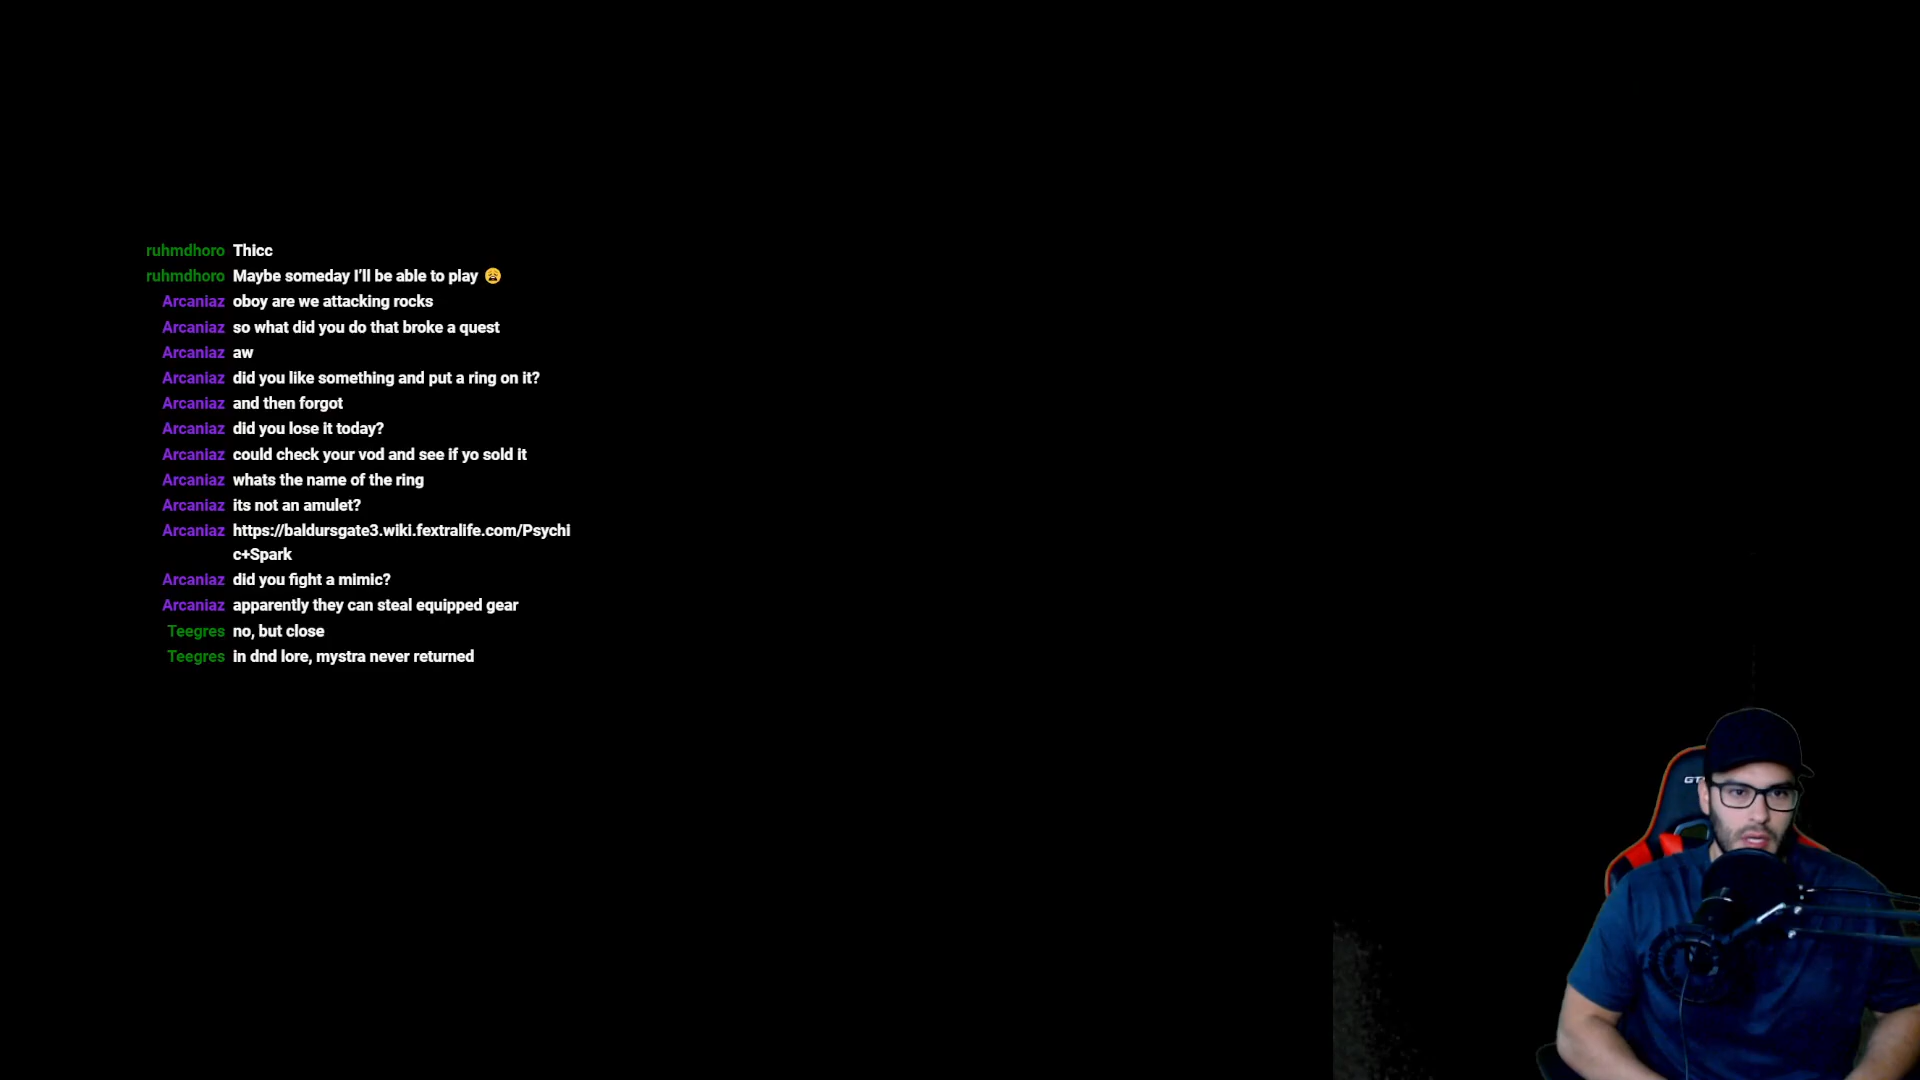 ruhmdhoro Thicc
ruhmdhoro Maybe someday I'll be able to play 😩
Arcaniaz oboy are we attacking rocks
Arcaniaz so what did you do that broke a quest
Arcaniaz aw
Arcaniaz did you like something and put a ring on it?
Arcaniaz and then forgot
Arcaniaz did you lose it today?
Arcaniaz could check your vod and see if yo sold it
Arcaniaz whats the name of the ring
Arcaniaz its not an amulet?
Arcaniaz https://baldursgate3.wiki.fextralife.com/Psychi
c+Spark
Arcaniaz did you fight a mimic?
Arcaniaz apparently they can steal equipped gear
Teegres no, but close
Teegres in dnd lore, mystra never returned